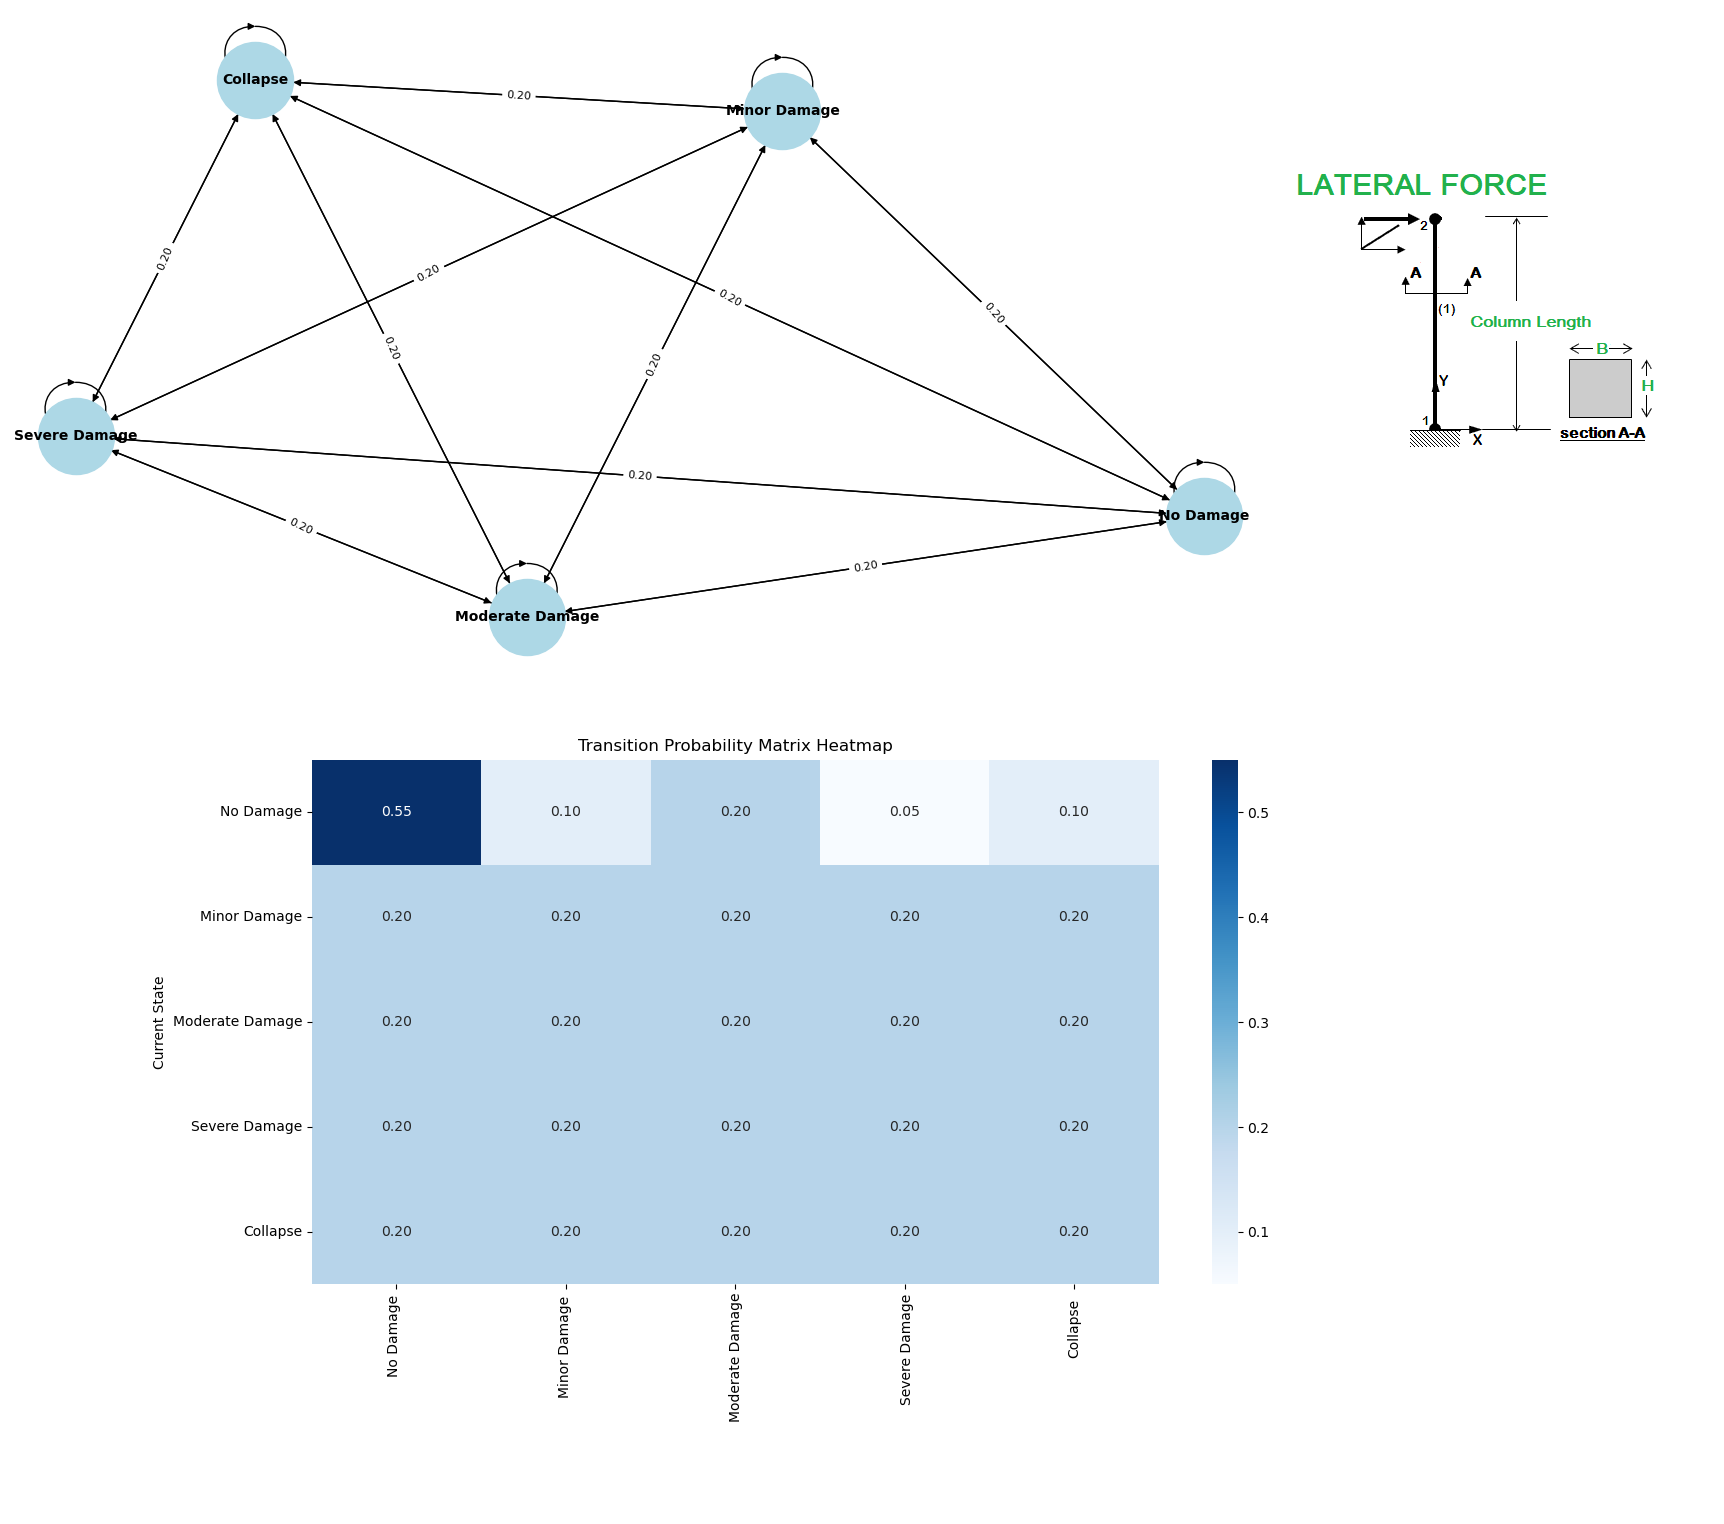 Collapse
Minor Damage
0.20
0.20
0.20
0.20
0.20
0.20
0.20
Severe Damage
0.20
0.20
No Damage
0.20
Moderate Damage
LATERAL FORCE
2
A A
(1)
Column Length
B
Y
H
1
section A-A
X
Transition Probability Matrix Heatmap
Current State
No Damage 0.55 0.10 0.20 0.05 0.10
Minor Damage 0.20 0.20 0.20 0.20 0.20
Moderate Damage 0.20 0.20 0.20 0.20 0.20
Severe Damage 0.20 0.20 0.20 0.20 0.20
Collapse 0.20 0.20 0.20 0.20 0.20
No Damage
Minor Damage
Moderate Damage
Severe Damage
Collapse
0.5
0.4
0.3
0.2
0.1